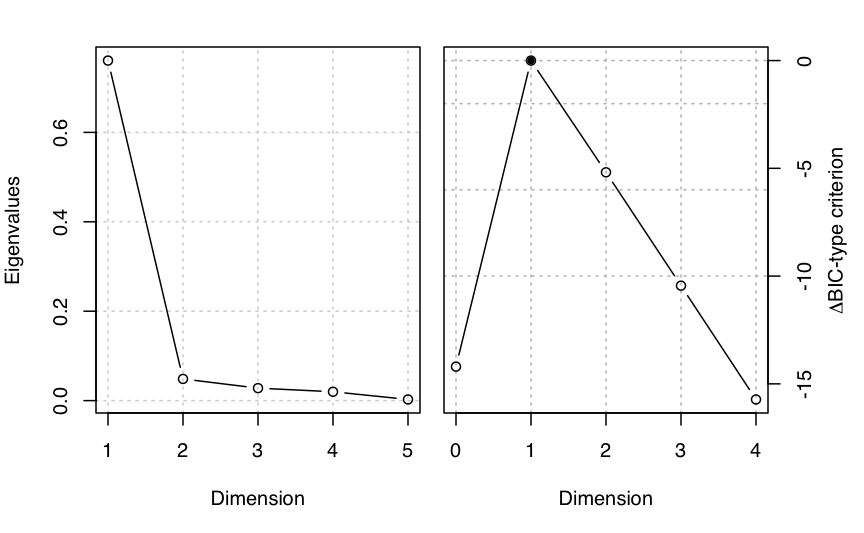 Eigenvalues
0.6
0.4
0.2
0.0
1 2 3 4 5
Dimension
0
-5
-10
-15
ΔBIC-type criterion
0 1 2 3 4
Dimension